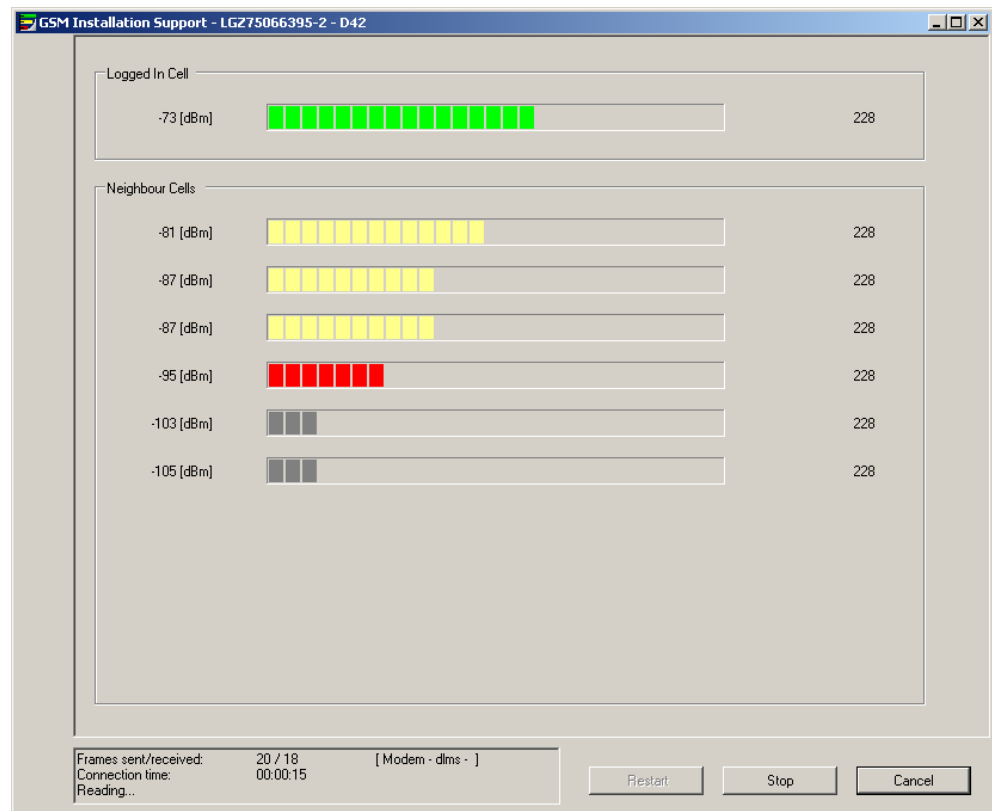 GSM Installation Support - LGZ75066395-2 - D42
Logged In Cell
-73 [dBm] 228
Neighbour Cells
-81 [dBm] 228
-87 [dBm] 228
-87 [dBm] 228
-95 [dBm] 228
-103 [dBm] 228
-105 [dBm] 228
Frames sent/received: 20 / 18 [ Modem - dlms - ]
Connection time: 00:00:15
Reading...
Restart Stop Cancel